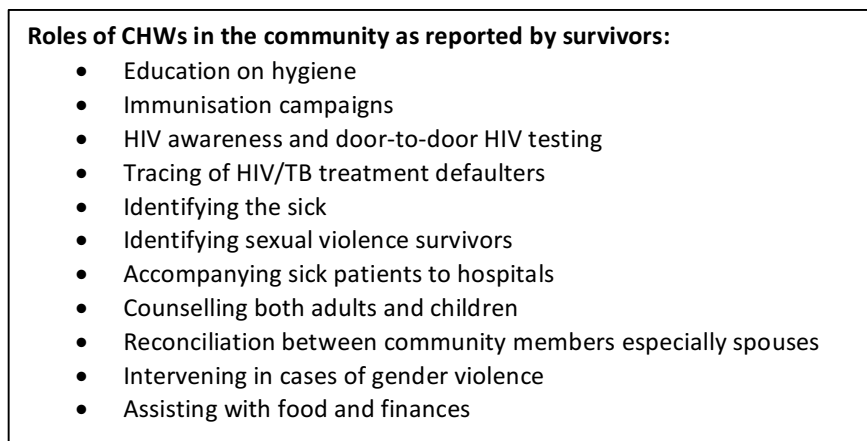 Roles of CHWs in the community as reported by survivors:
• Education on hygiene
• Immunisation campaigns
• HIV awareness and door-to-door HIV testing
• Tracing of HIV/TB treatment defaulters
• Identifying the sick
• Identifying sexual violence survivors
• Accompanying sick patients to hospitals
• Counselling both adults and children
• Reconciliation between community members especially spouses
• Intervening in cases of gender violence
• Assisting with food and finances